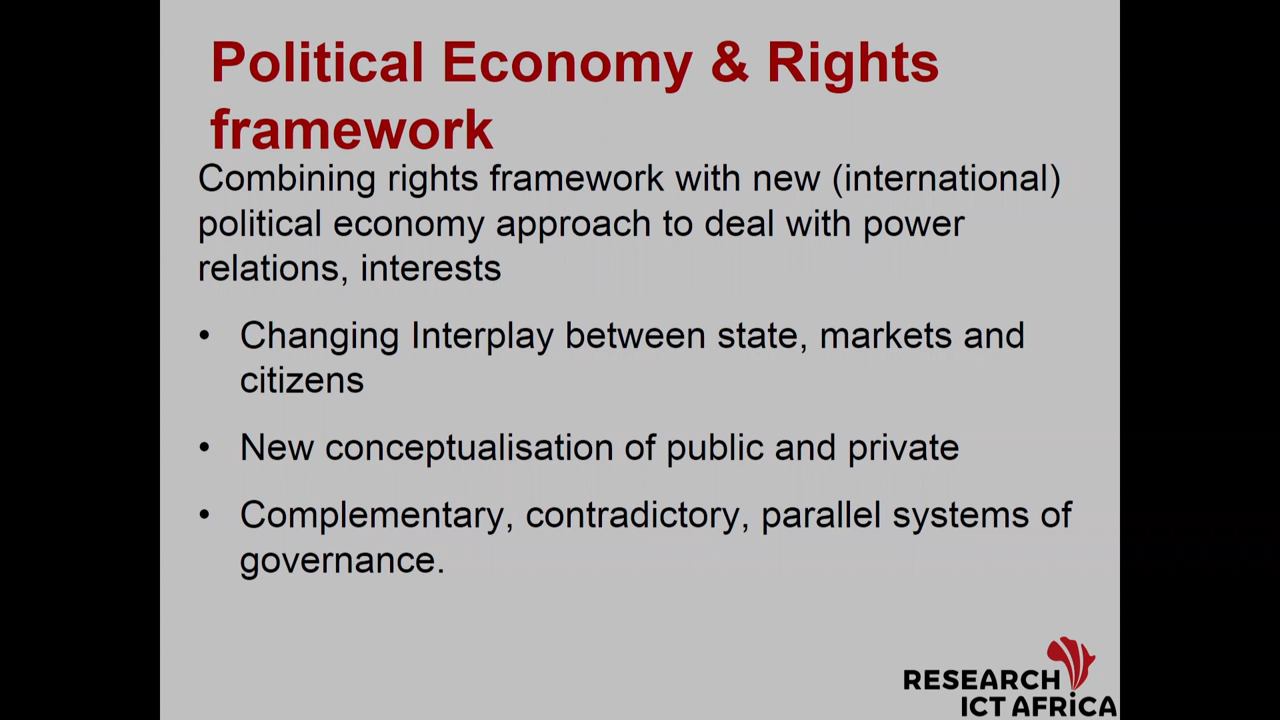 Political Economy & Rights
framework
Combining rights framework with new (international)
political economy approach to deal with power
relations, interests
• Changing Interplay between state, markets and
citizens
• New conceptualisation of public and private
• Complementary, contradictory, parallel systems of
governance.
RESEARCH
ICT AFRiCA